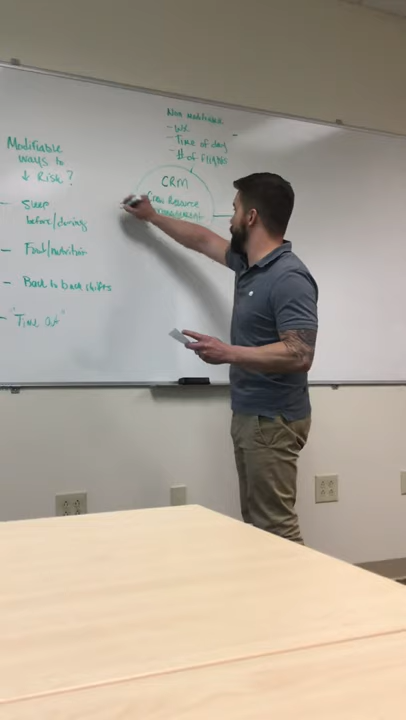 Modifiable
ways to
↓ Risk?
- Sleep
before/during
- Food/nutrition
- Back to back shifts
- "Time out"
Non modifiable
- WX
- Time of day
- # of flights
CRM
Crew Resource
Management